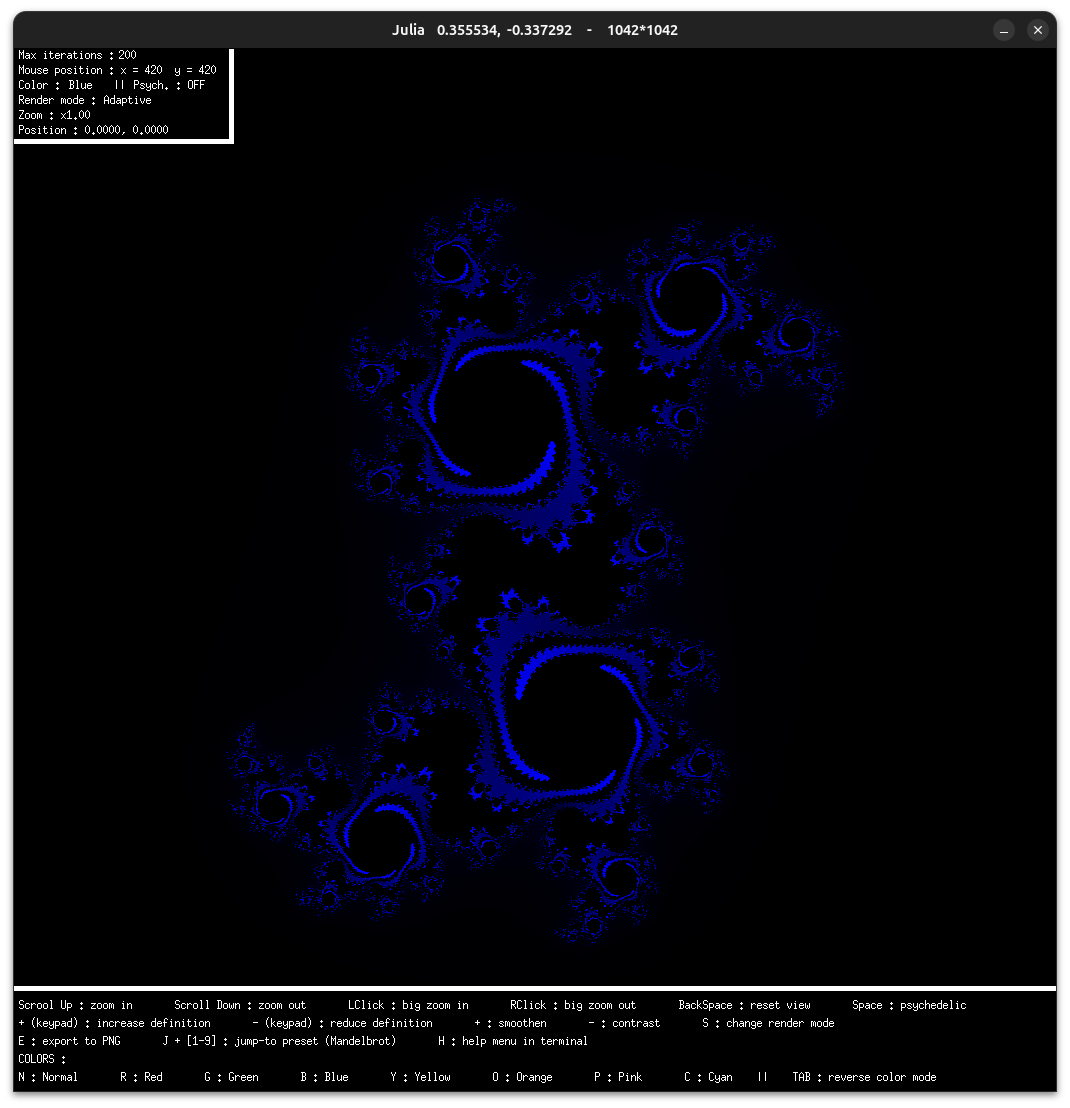 Julia   0.355534, -0.337292   -   1042*1042
Max iterations : 200
Mouse position : x = 420  y = 420
Color : Blue   || Psych. : OFF
Render mode : Adaptive
Zoom : x1.00
Position : 0.0000, 0.0000
Scrool Up : zoom in       Scroll Down : zoom out       LClick : big zoom in       RClick : big zoom out       BackSpace : reset view       Space : psychedelic
+ (keypad) : increase definition       - (keypad) : reduce definition       + : smoothen       - : contrast       S : change render mode
E : export to PNG       J + [1-9] : jump-to preset (Mandelbrot)       H : help menu in terminal
COLORS :
N : Normal       R : Red       G : Green       B : Blue       Y : Yellow       O : Orange       P : Pink       C : Cyan   ||   TAB : reverse color mode